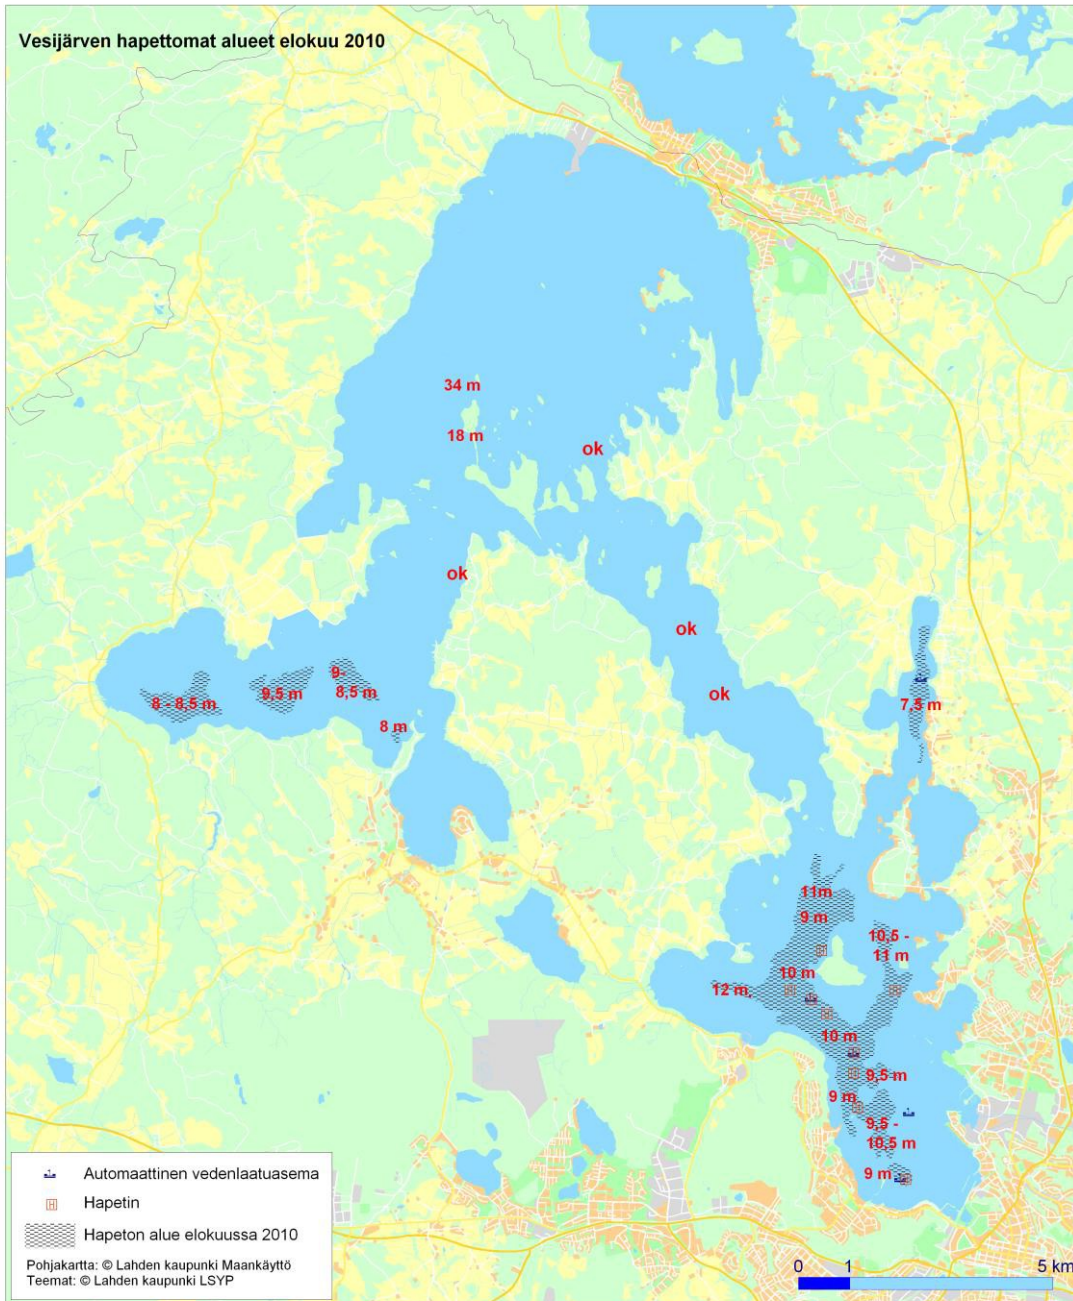 Vesijärven hapettomat alueet elokuu 2010
34 m
18 m
ok
ok
ok
ok
9-
8,5 m
9,5 m
8 - 8,5 m
8 m
7,5 m
11m
9 m
10,5 -
11 m
10 m
12 m,
10 m
9,5 m
9 m
9,5 -
10,5 m
9 m
Automaattinen vedenlaatuasema
H Hapetin
Hapeton alue elokuussa 2010
Pohjakartta: © Lahden kaupunki Maankäyttö
Teemat: © Lahden kaupunki LSYP
0 1 5 km